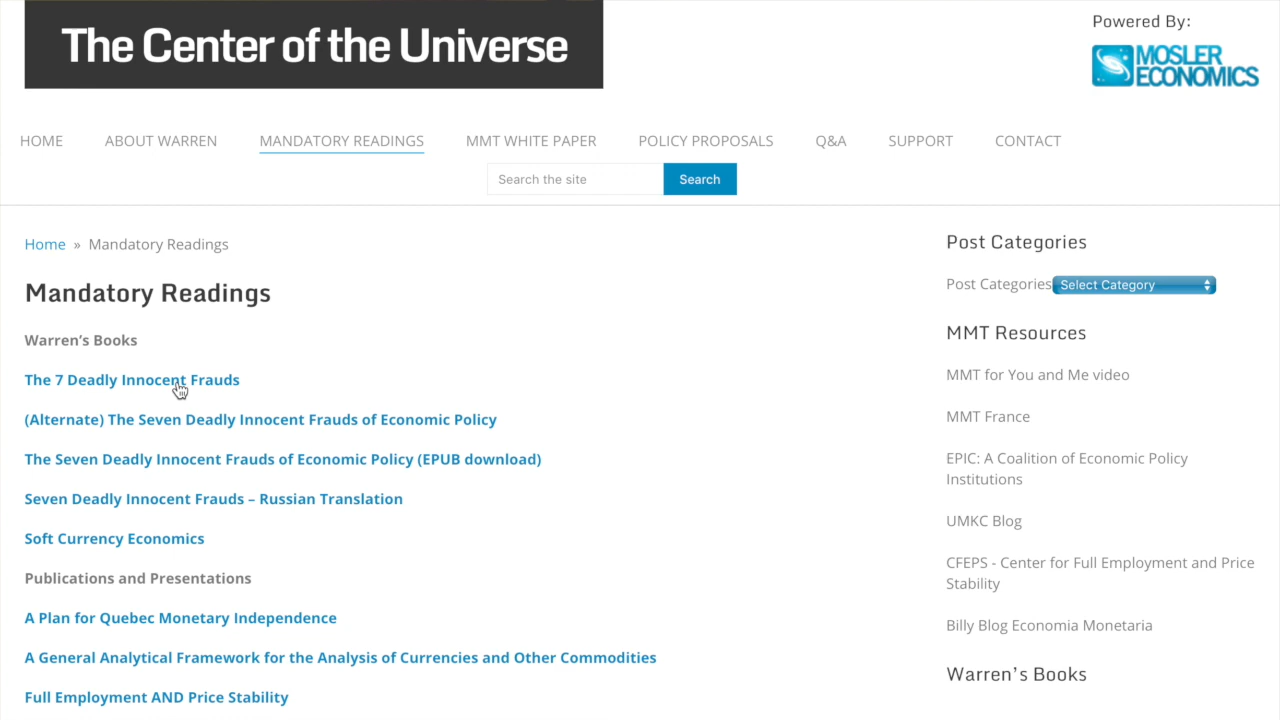 The Center of the Universe
Powered By:
MOSLER
ECONOMICS
HOME ABOUT WARREN MANDATORY READINGS MMT WHITE PAPER POLICY PROPOSALS Q&A SUPPORT CONTACT
Search the site Search
Home » Mandatory Readings
Mandatory Readings
Warren's Books
The 7 Deadly Innocent Frauds
(Alternate) The Seven Deadly Innocent Frauds of Economic Policy
The Seven Deadly Innocent Frauds of Economic Policy (EPUB download)
Seven Deadly Innocent Frauds – Russian Translation
Soft Currency Economics
Publications and Presentations
A Plan for Quebec Monetary Independence
A General Analytical Framework for the Analysis of Currencies and Other Commodities
Full Employment AND Price Stability
Post Categories
Post Categories Select Category
MMT Resources
MMT for You and Me video
MMT France
EPIC: A Coalition of Economic Policy
Institutions
UMKC Blog
CFEPS - Center for Full Employment and Price
Stability
Billy Blog Economia Monetaria
Warren's Books